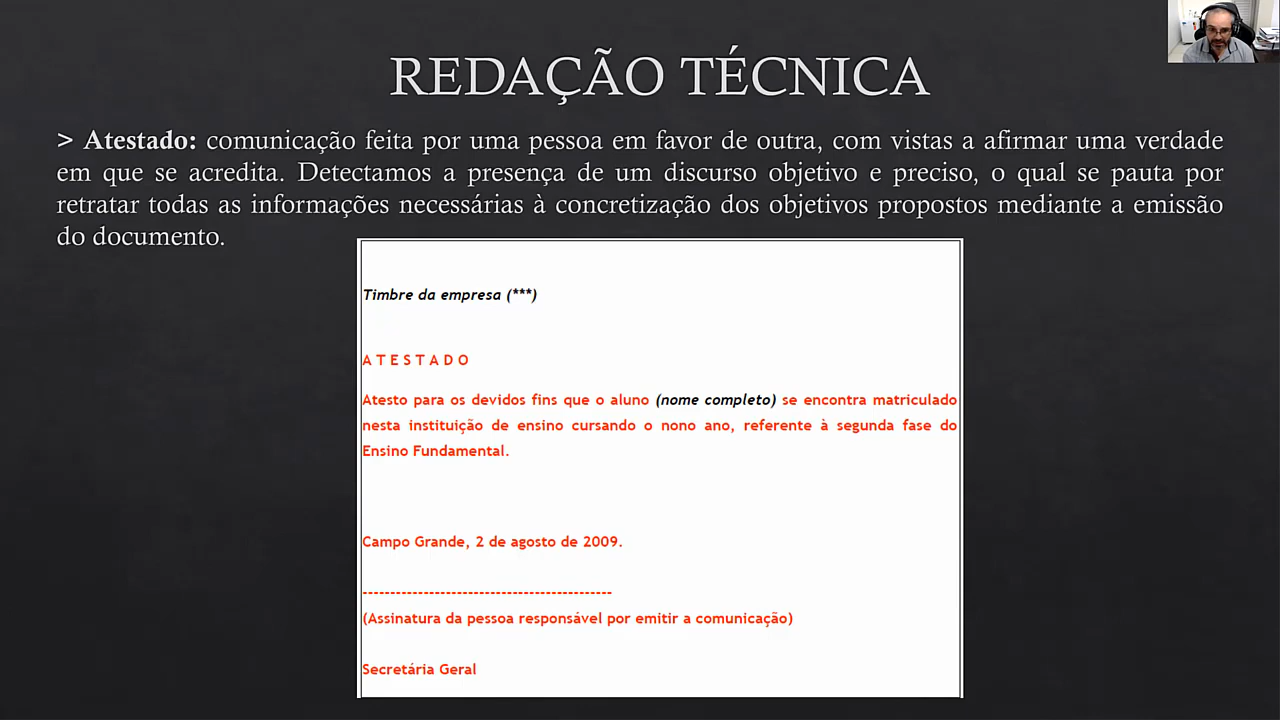 REDAÇÃO TÉCNICA
> Atestado: comunicação feita por uma pessoa em favor de outra, com vistas a afirmar uma verdade
em que se acredita. Detectamos a presença de um discurso objetivo e preciso, o qual se pauta por
retratar todas as informações necessárias à concretização dos objetivos propostos mediante a emissão
do documento.
Timbre da empresa (***)
A T E S T A D O
Atesto para os devidos fins que o aluno (nome completo) se encontra matriculado
nesta instituição de ensino cursando o nono ano, referente à segunda fase do
Ensino Fundamental.
Campo Grande, 2 de agosto de 2009.
---------------------------------------------
(Assinatura da pessoa responsável por emitir a comunicação)
Secretária Geral